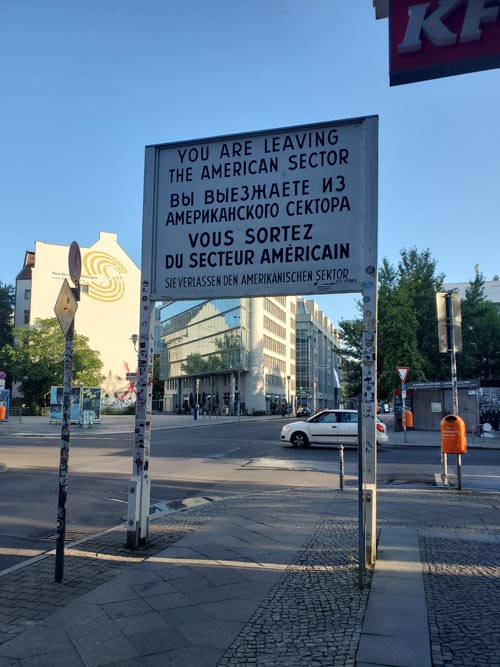 KF
YOU ARE LEAVING
THE AMERICAN SECTOR
ВЫ ВЫЕЗЖАЕТЕ ИЗ
АМЕРИКАНСКОГО СЕКТОРА
VOUS SORTEZ
DU SECTEUR AMÉRICAIN
SIE VERLASSEN DEN AMERIKANISCHEN SEKTOR